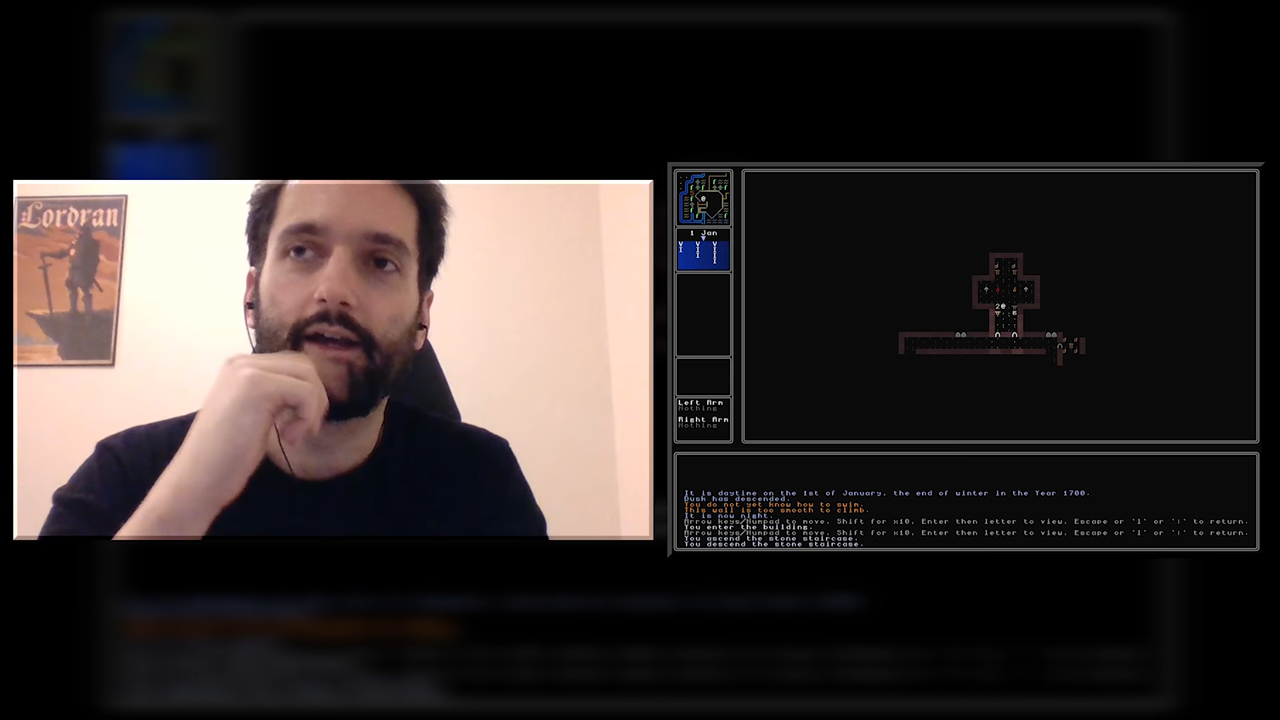 Lordran
1 Jan
Left Arm
Nothing
Right Arm
Nothing
It is daytime on the 1st of January, the end of winter in the Year 1700.
Dusk has descended.
You do not yet know how to swim.
This wall is too smooth to climb.
It is now night.
Arrow keys/Numpad to move. Shift for x10. Enter then letter to view. Escape or 'l' or ';' to return.
You enter the building.
Arrow keys/Numpad to move. Shift for x10. Enter then letter to view. Escape or 'l' or ';' to return.
You ascend the stone staircase.
You descend the stone staircase.